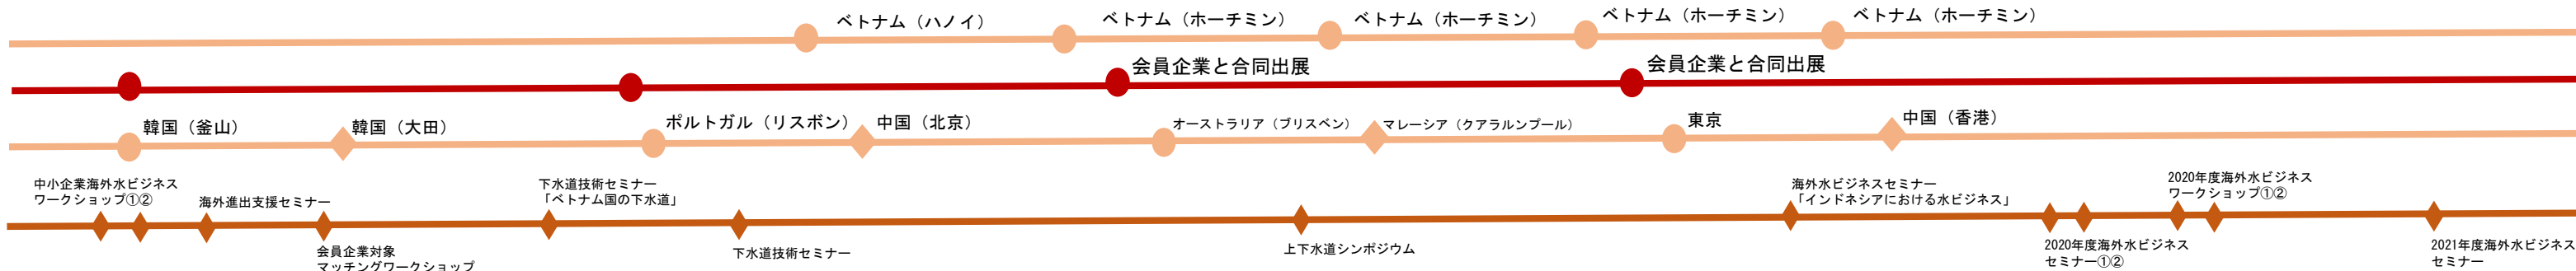 ベトナム（ハノイ）
ベトナム（ホーチミン）
ベトナム（ホーチミン）
ベトナム（ホーチミン）
ベトナム（ホーチミン）
会員企業と合同出展
会員企業と合同出展
韓国（釜山）
韓国（大田）
ポルトガル（リスボン）
中国（北京）
オーストラリア（ブリスベン）
マレーシア（クアラルンプール）
東京
中国（香港）
中小企業海外水ビジネス
ワークショップ①②
海外進出支援セミナー
会員企業対象
マッチングワークショップ
下水道技術セミナー
「ベトナム国の下水道」
下水道技術セミナー
上下水道シンポジウム
海外水ビジネスセミナー
「インドネシアにおける水ビジネス」
2020年度海外水ビジネス
セミナー①②
2020年度海外水ビジネス
ワークショップ①②
2021年度海外水ビジネス
セミナー